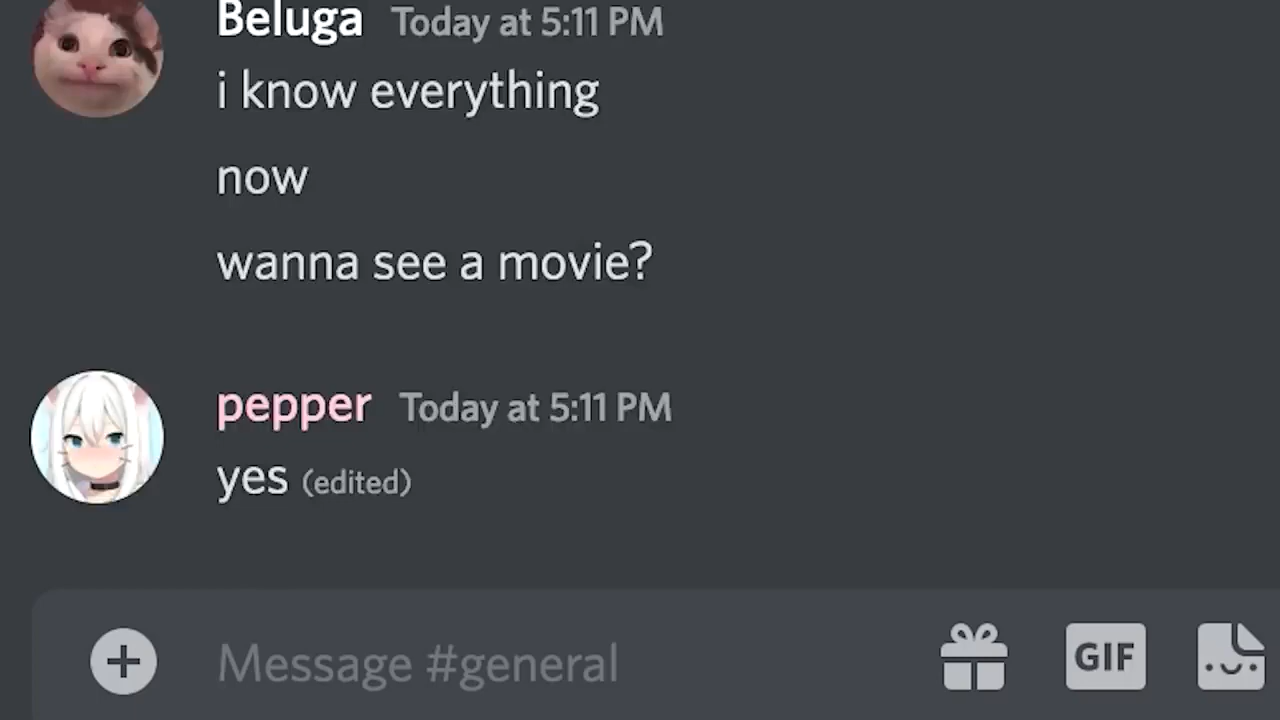 Beluga Today at 5:11 PM
i know everything
now
wanna see a movie?
pepper Today at 5:11 PM
yes (edited)
Message #general
GIF